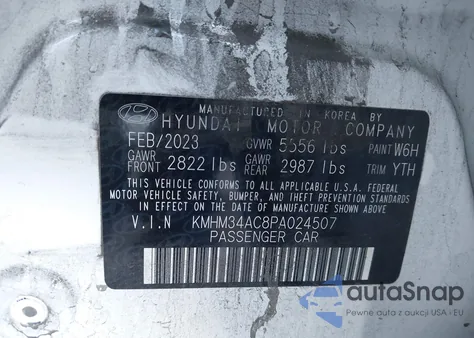 MANUFACTURED IN KOREA BY
HYUNDAI MOTOR COMPANY
FEB/2023 GVWR 5556 lbs PAINT W6H
GAWR FRONT 2822 lbs GAWR REAR 2987 lbs TRIM YTH
THIS VEHICLE CONFORMS TO ALL APPLICABLE U.S.A. FEDERAL
MOTOR VEHICLE SAFETY, BUMPER, AND THEFT PREVENTION
STANDARDS IN EFFECT ON THE DATE OF MANUFACTURE SHOWN ABOVE
V.I.N KMHM34AC8PA024507
PASSENGER CAR
autoSnap
Pewne auta z aukcji USA i EU